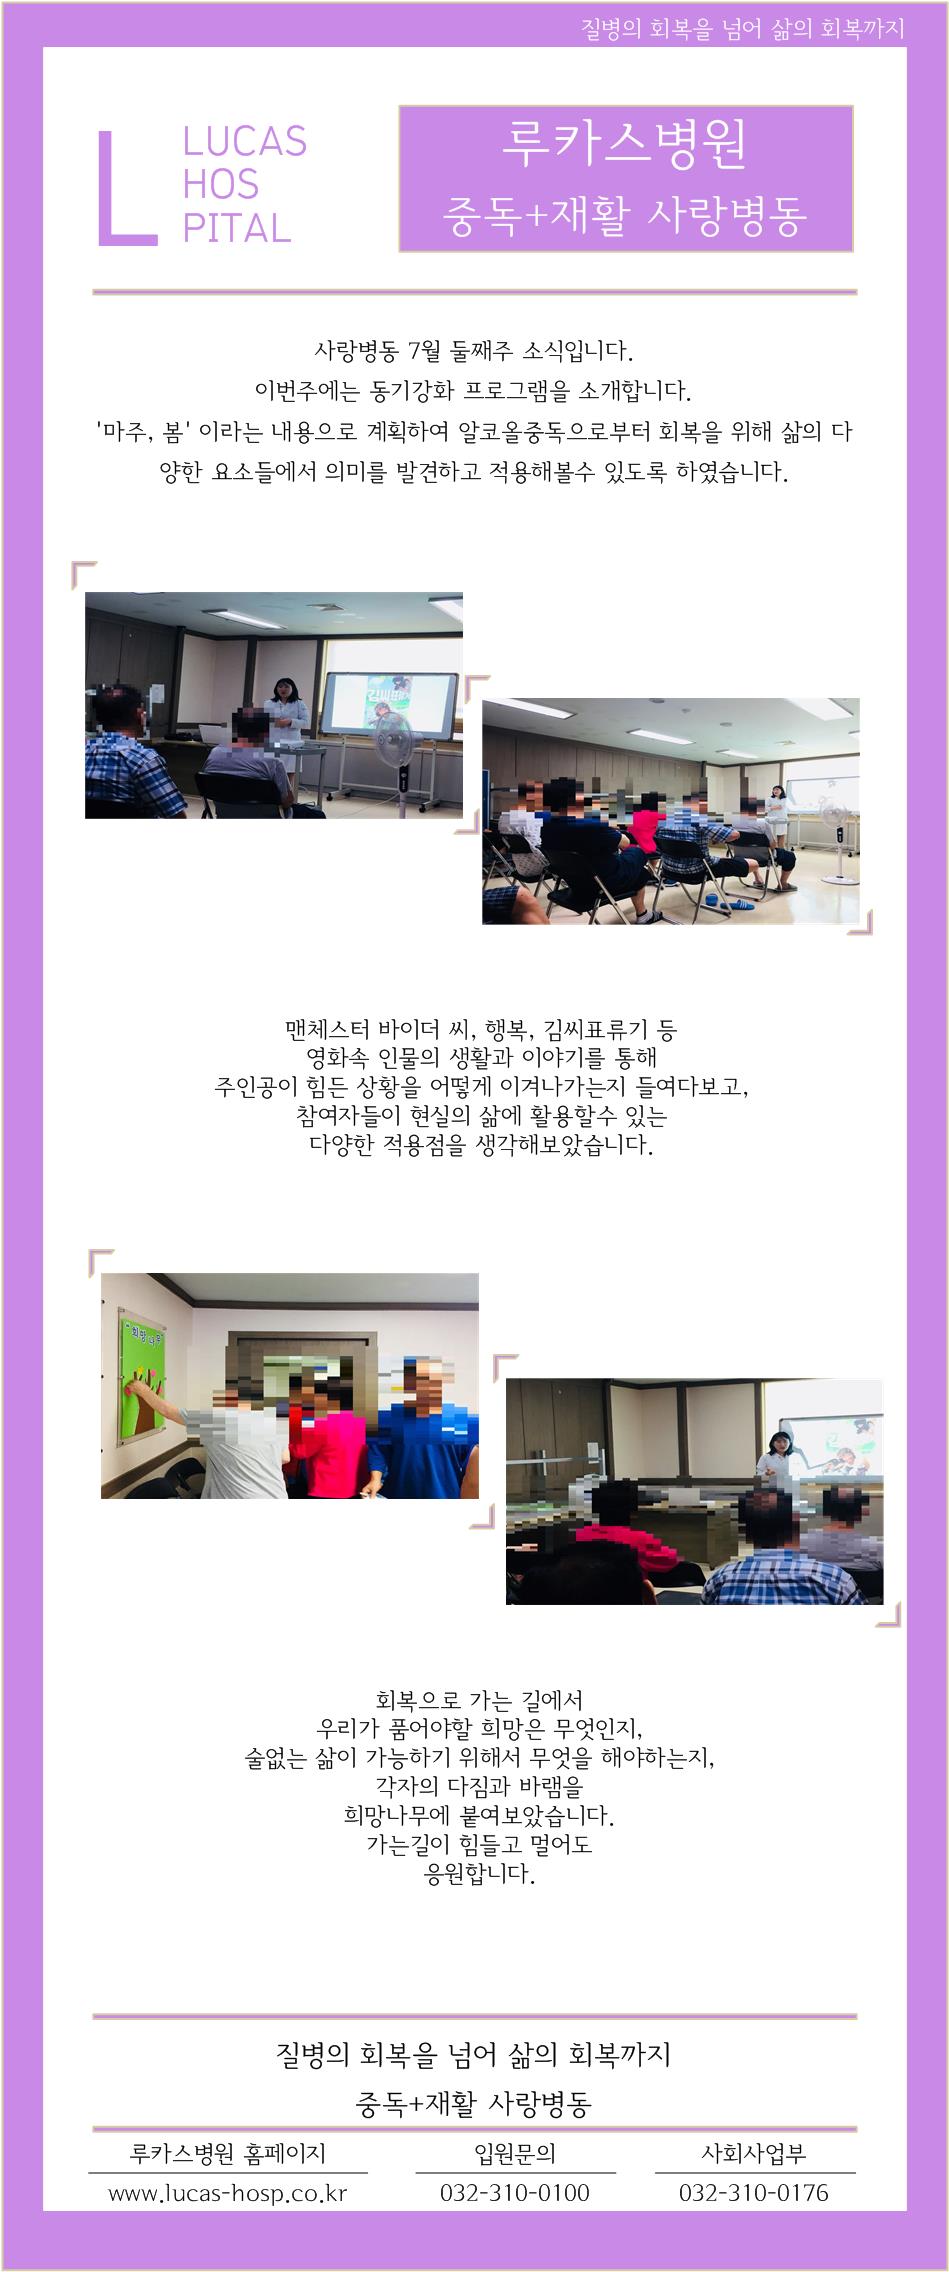 질병의 회복을 넘어 삶의 회복까지
LUCAS
HOS
PITAL
루카스병원
중독+재활 사랑병동
사랑병동 7월 둘째주 소식입니다.
이번주에는 동기강화 프로그램을 소개합니다.
'마주, 봄' 이라는 내용으로 계획하여 알코올중독으로부터 회복을 위해 삶의 다
양한 요소들에서 의미를 발견하고 적용해볼수 있도록 하였습니다.
김씨표류기
맨체스터 바이더 씨, 행복, 김씨표류기 등
영화속 인물의 생활과 이야기를 통해
주인공이 힘든 상황을 어떻게 이겨나가는지 들여다보고,
참여자들이 현실의 삶에 활용할수 있는
다양한 적용점을 생각해보았습니다.
"희망나무"
회복으로 가는 길에서
우리가 품어야할 희망은 무엇인지,
술없는 삶이 가능하기 위해서 무엇을 해야하는지,
각자의 다짐과 바램을
희망나무에 붙여보았습니다.
가는길이 힘들고 멀어도
응원합니다.
질병의 회복을 넘어 삶의 회복까지
중독+재활 사랑병동
루카스병원 홈페이지
www.lucas-hosp.co.kr
입원문의
032-310-0100
사회사업부
032-310-0176